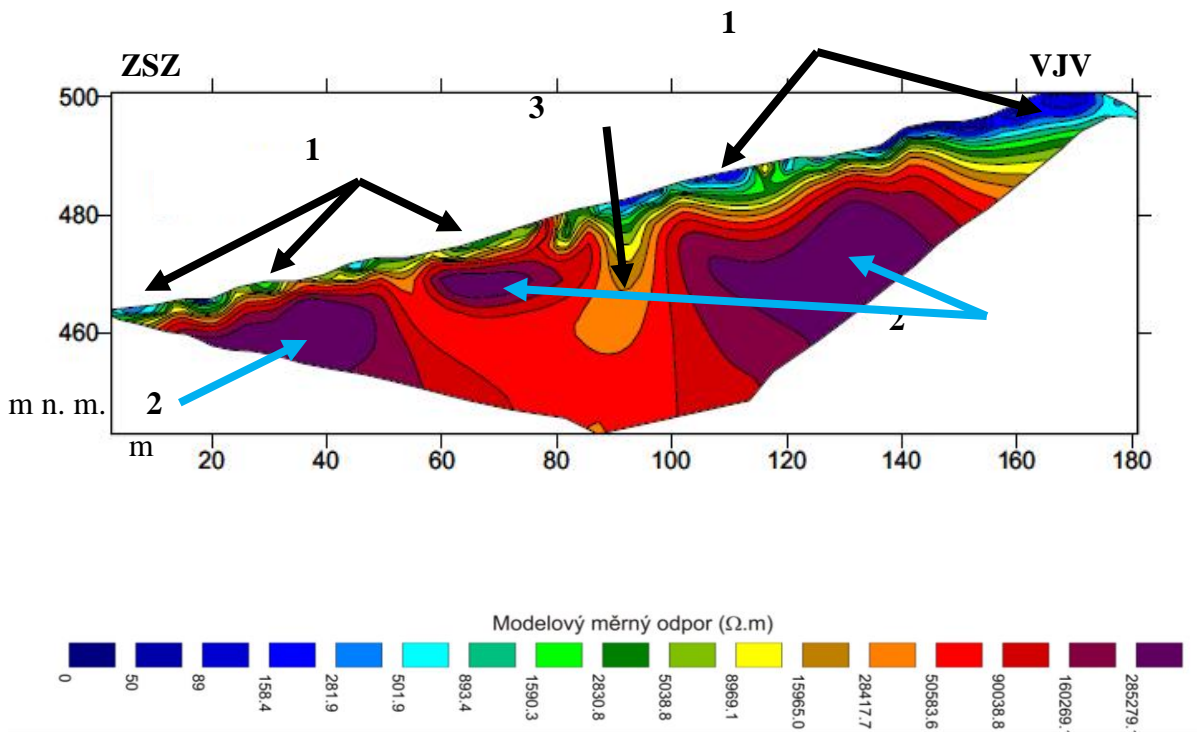 1
ZSZ VJV
500
3
1
480
2
460
m n. m. 2
m
20 40 60 80 100 120 140 160 180
Modelový měrný odpor (Ω.m)
0 50 89 158.4 281.9 501.9 893.4 1590.3 2830.8 5038.8 8969.1 15965.0 28417.7 50583.6 90038.8 160269. 285279.